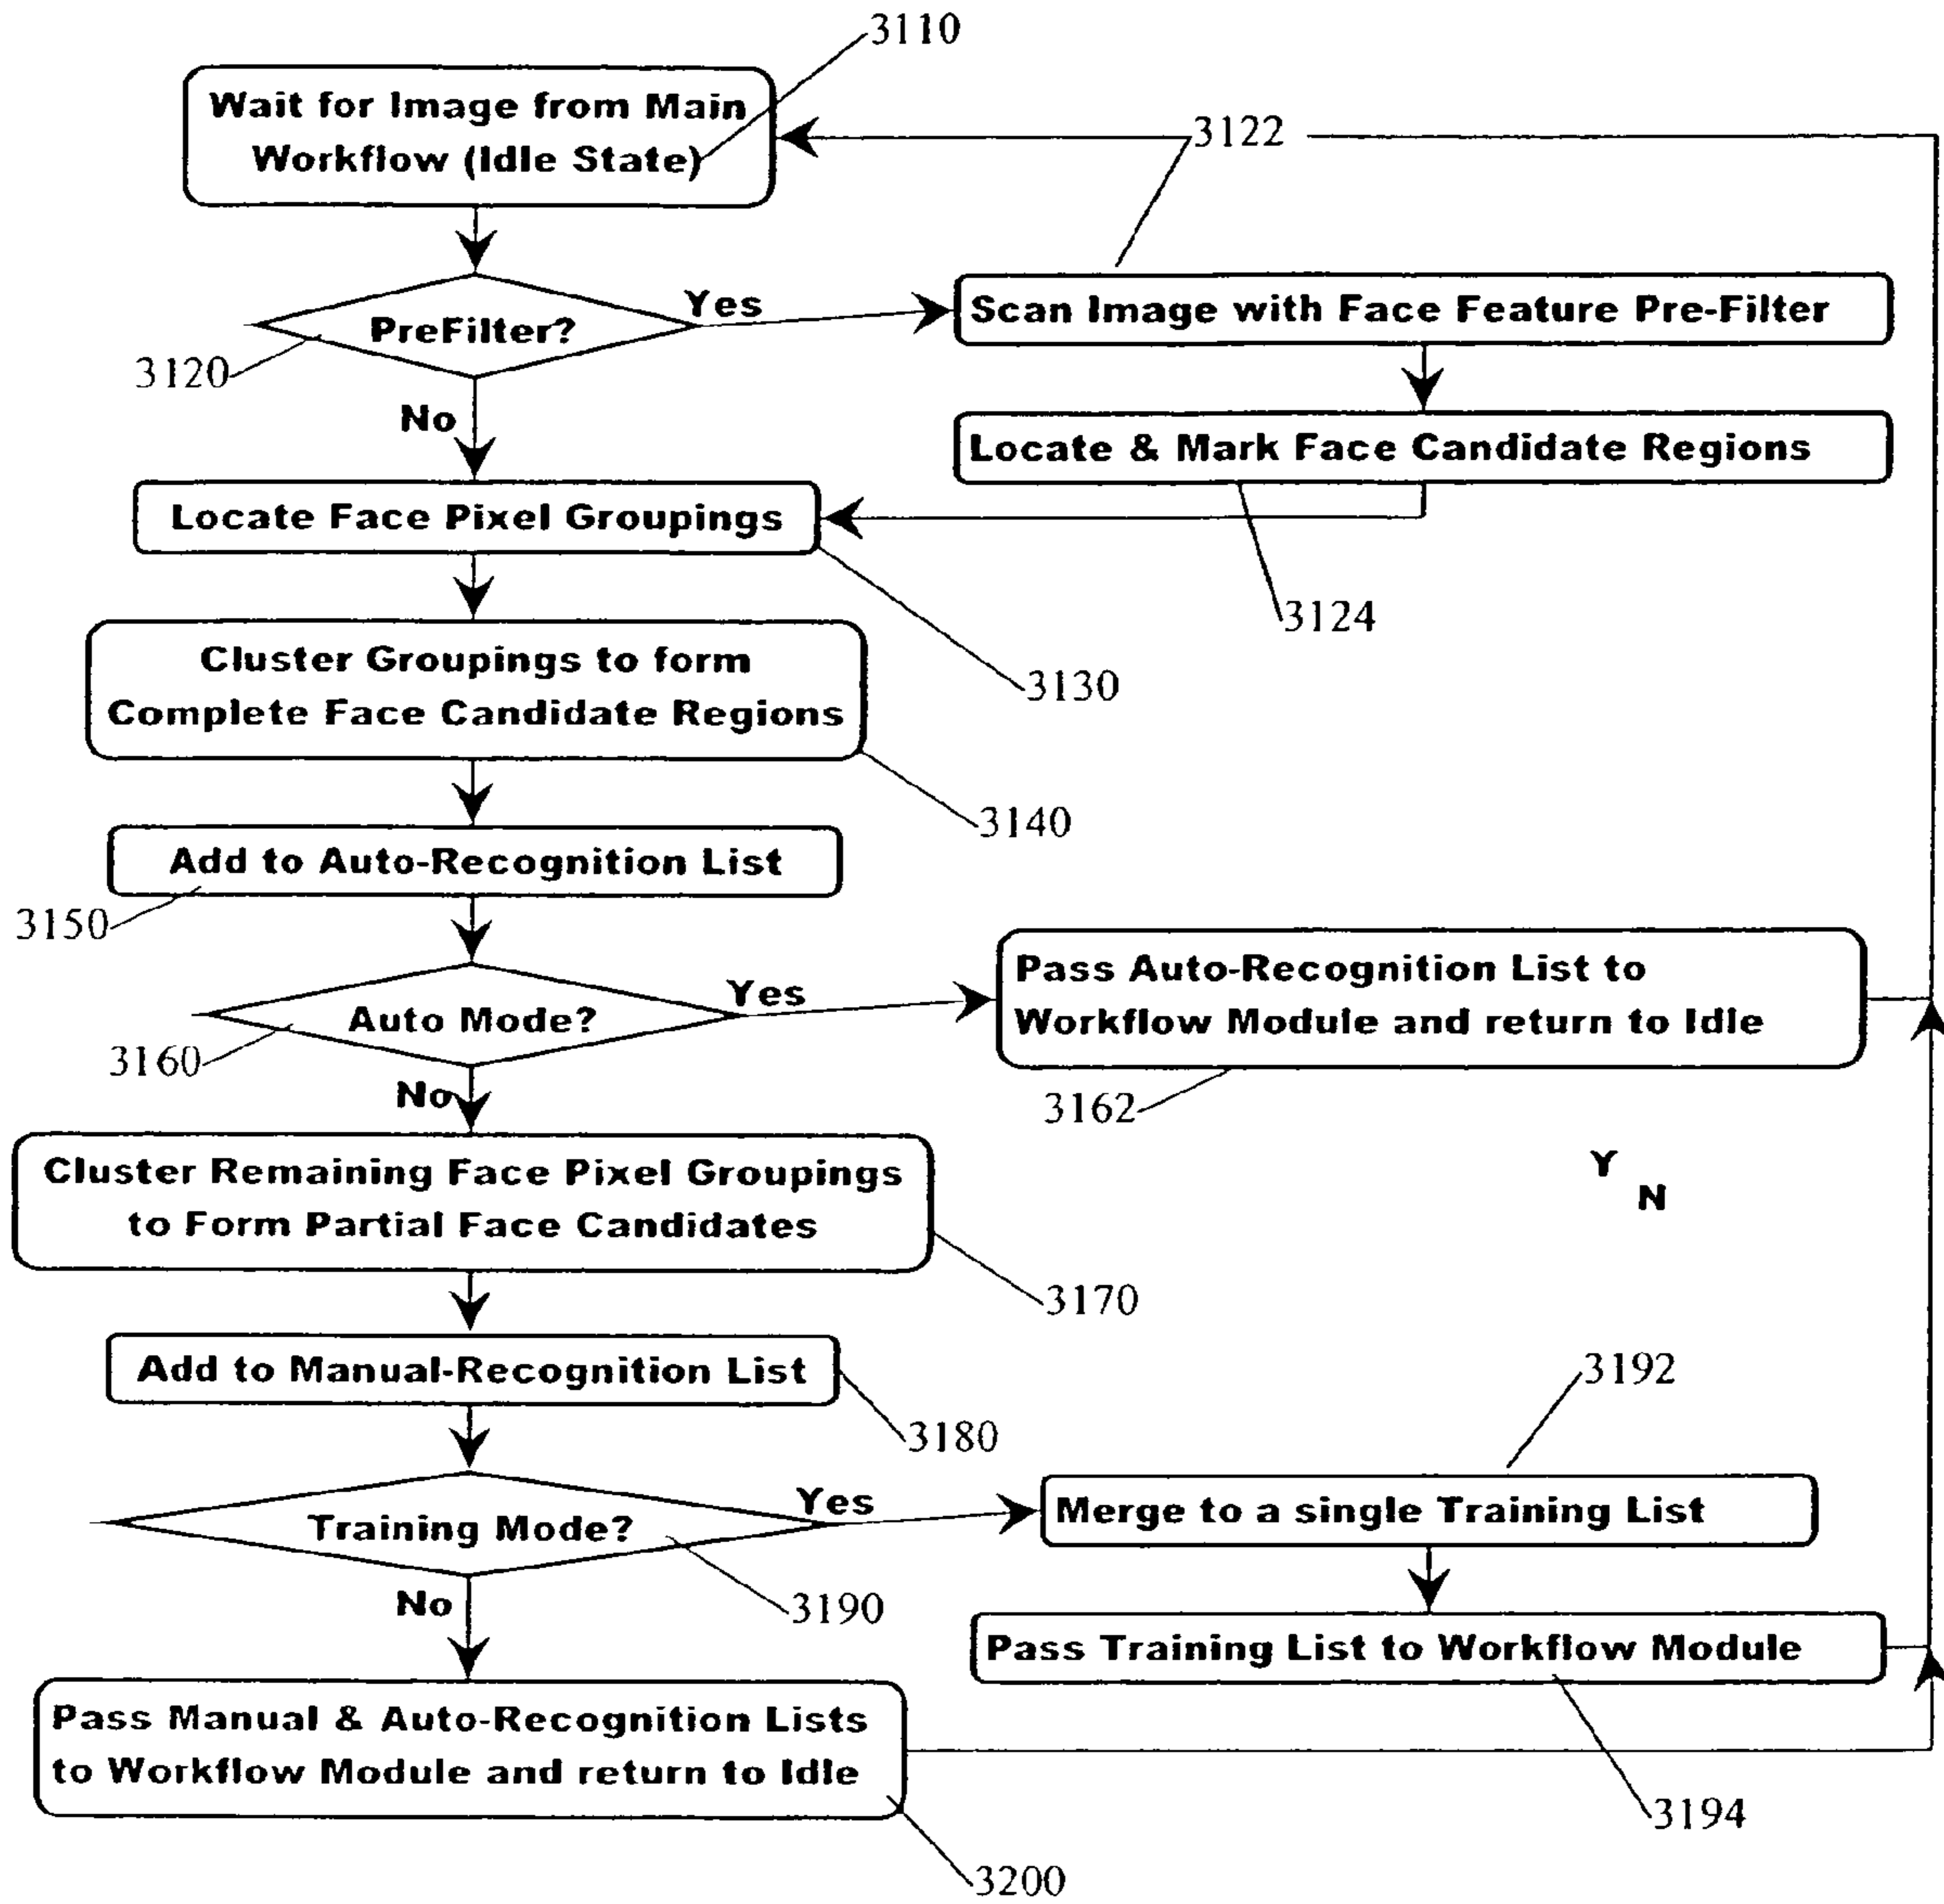 3110
Wait for Image from Main
Workflow (Idle State)
3122
Yes
Scan Image with Face Feature Pre-Filter
PreFilter?
3120
No
Locate & Mark Face Candidate Regions
Locate Face Pixel Groupings
3124
Cluster Groupings to form
Complete Face Candidate Regions
3130
3140
Add to Auto-Recognition List
3150
Pass Auto-Recognition List to
Workflow Module and return to Idle
Yes
Auto Mode?
3160
No
3162
Y
N
Cluster Remaining Face Pixel Groupings
to Form Partial Face Candidates
3170
Add to Manual-Recognition List
3192
3180
Yes
Merge to a single Training List
Training Mode?
No
3190
Pass Training List to Workflow Module
Pass Manual & Auto-Recognition Lists
to Workflow Module and return to Idle
3194
3200